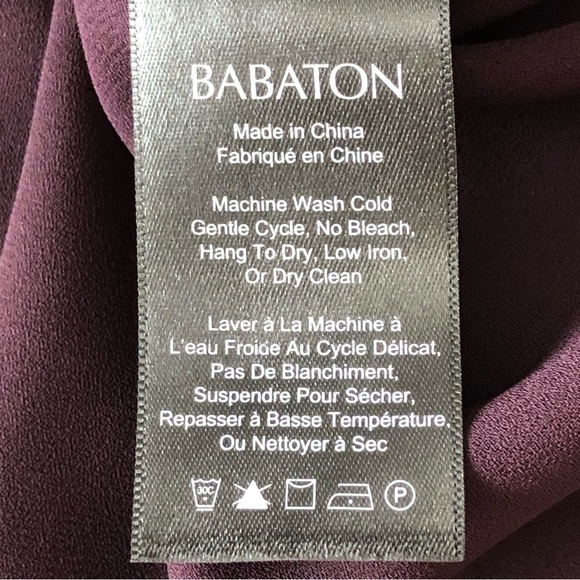 BABATON
Made in China
Fabriqué en Chine
Machine Wash Cold
Gentle Cycle, No Bleach,
Hang To Dry, Low Iron,
Or Dry Clean
Laver à La Machine à
L'eau Froide Au Cycle Délicat,
Pas De Blanchiment,
Suspendre Pour Sécher,
Repasser à Basse Température,
Ou Nettoyer à Sec
30C P